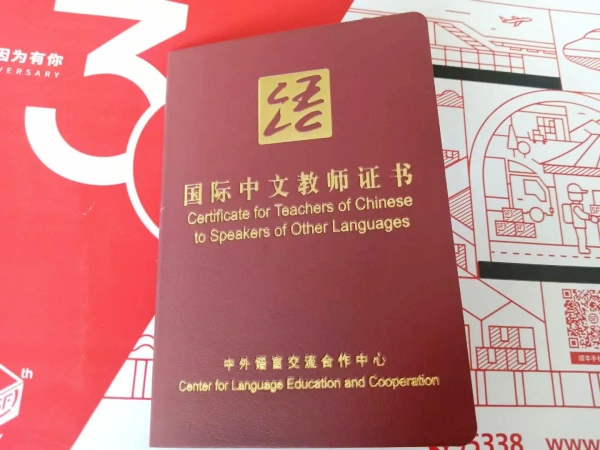 因为有你
VERSARY
3
国际中文教师证书
Certificate for Teachers of Chinese
to Speakers of Other Languages
中外语言交流合作中心
Center for Language Education and Cooperation
th
95338
www.